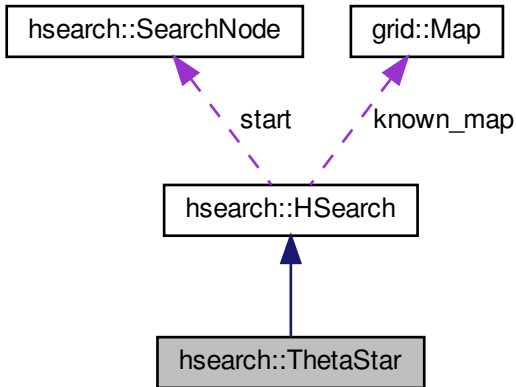 hsearch::SearchNode
grid::Map
start
known_map
hsearch::HSearch
hsearch::ThetaStar